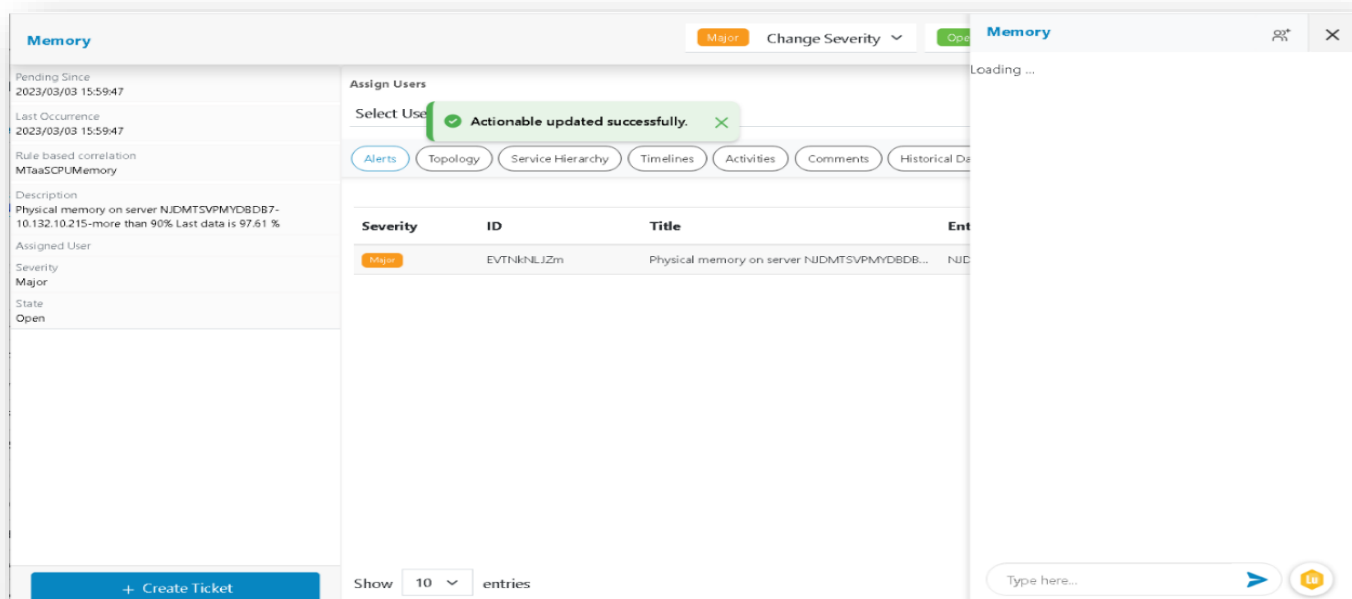 Memory
Major Change Severity
Ope
Memory
Loading ...
Pending Since
2023/03/03 15:59:47
Last Occurrence
2023/03/03 15:59:47
Rule based correlation
MTaaSCPUMemory
Description
Physical memory on server NJDMTSVPMYDBDB7-
10.132.10.215-more than 90% Last data is 97.61 %
Assigned User
Severity
Major
State
Open
+ Create Ticket
Assign Users
Select Use
Actionable updated successfully.
Alerts Topology Service Hierarchy Timelines Activities Comments Historical Da
Severity ID Title Ent
Major EVTNkNLJZm Physical memory on server NJDMTSVPMYDBDB... NJD
Show 10 entries
Type here...
Lu